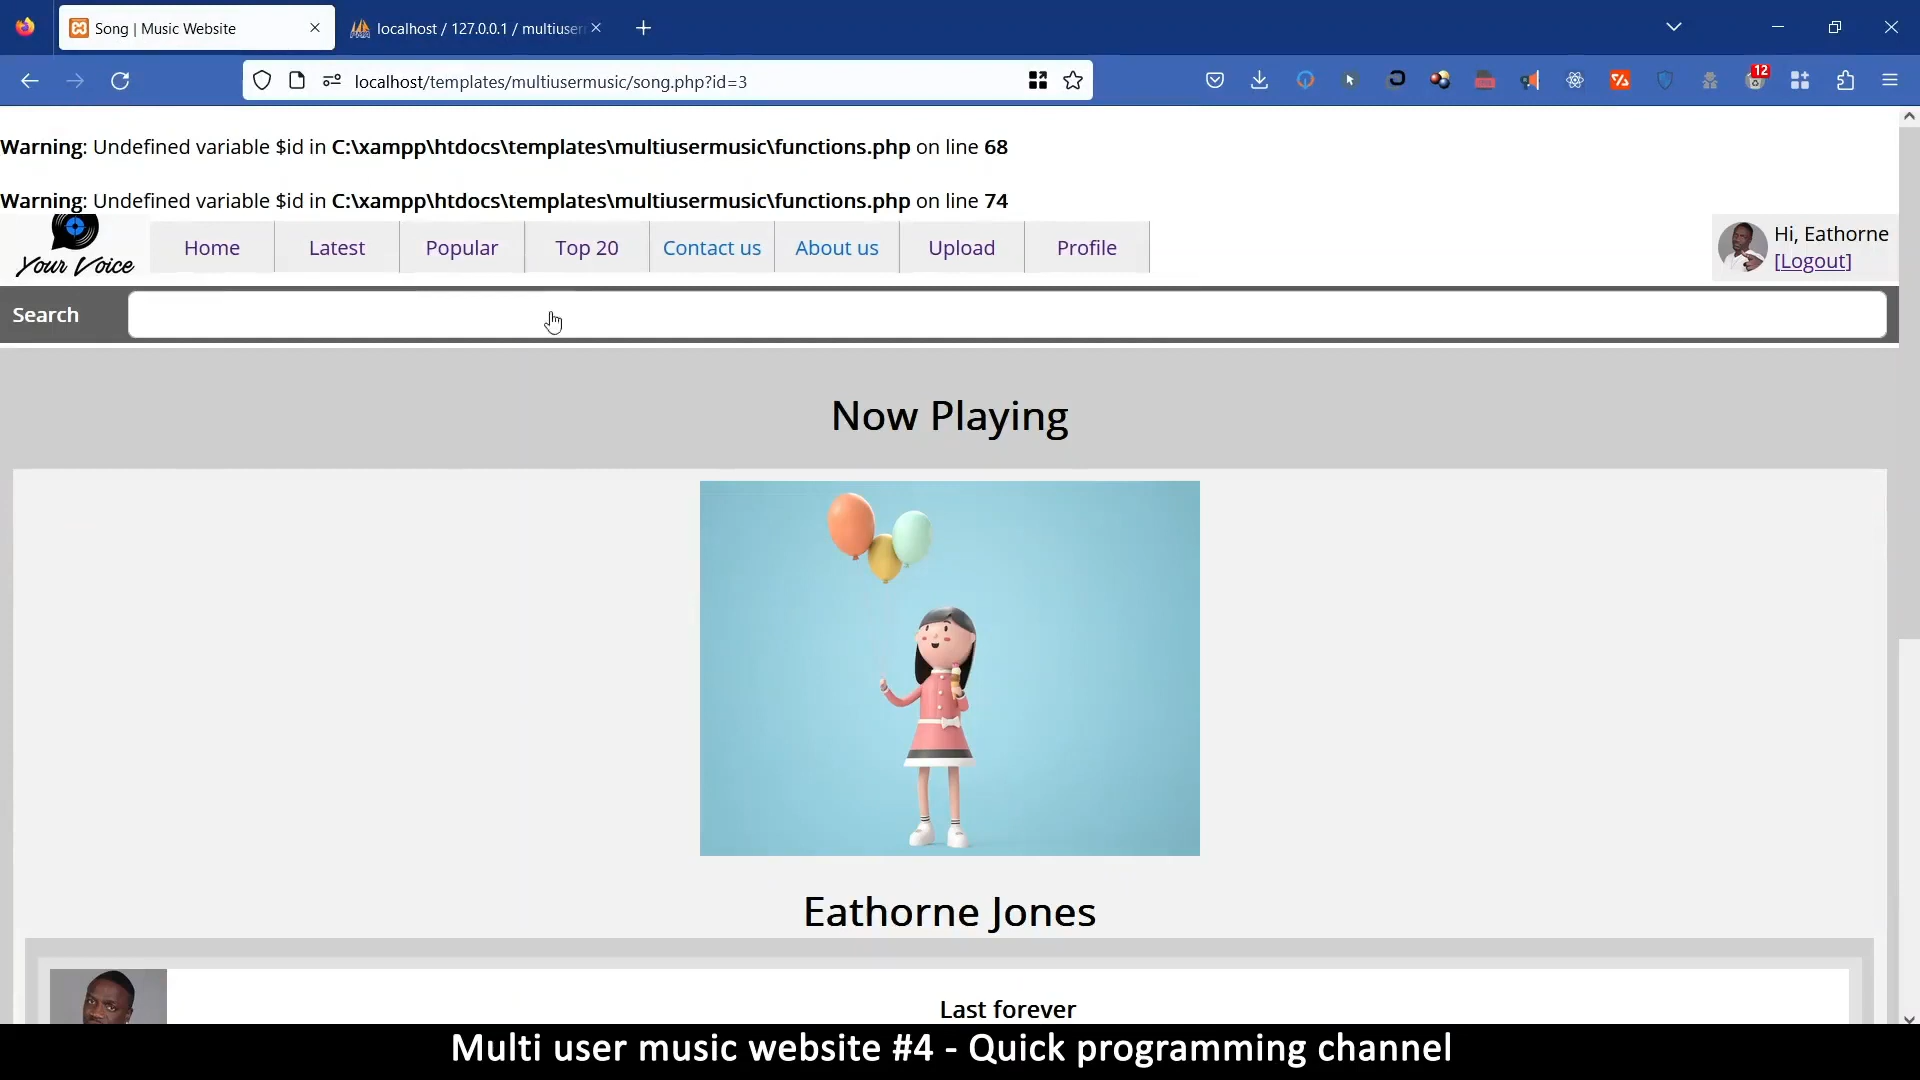 Song | Music Website
localhost / 127.0.0.1 / multiuser
localhost/templates/multiusermusic/song.php?id=3
12
Warning: Undefined variable $id in C:\xampp\htdocs\templates\multiusermusic\functions.php on line 68
Warning: Undefined variable $id in C:\xampp\htdocs\templates\multiusermusic\functions.php on line 74
Your Voice
Home Latest Popular Top 20 Contact us About us Upload Profile
Hi, Eathorne
[Logout]
Search
Now Playing
Eathorne Jones
Last forever
Multi user music website #4 - Quick programming channel